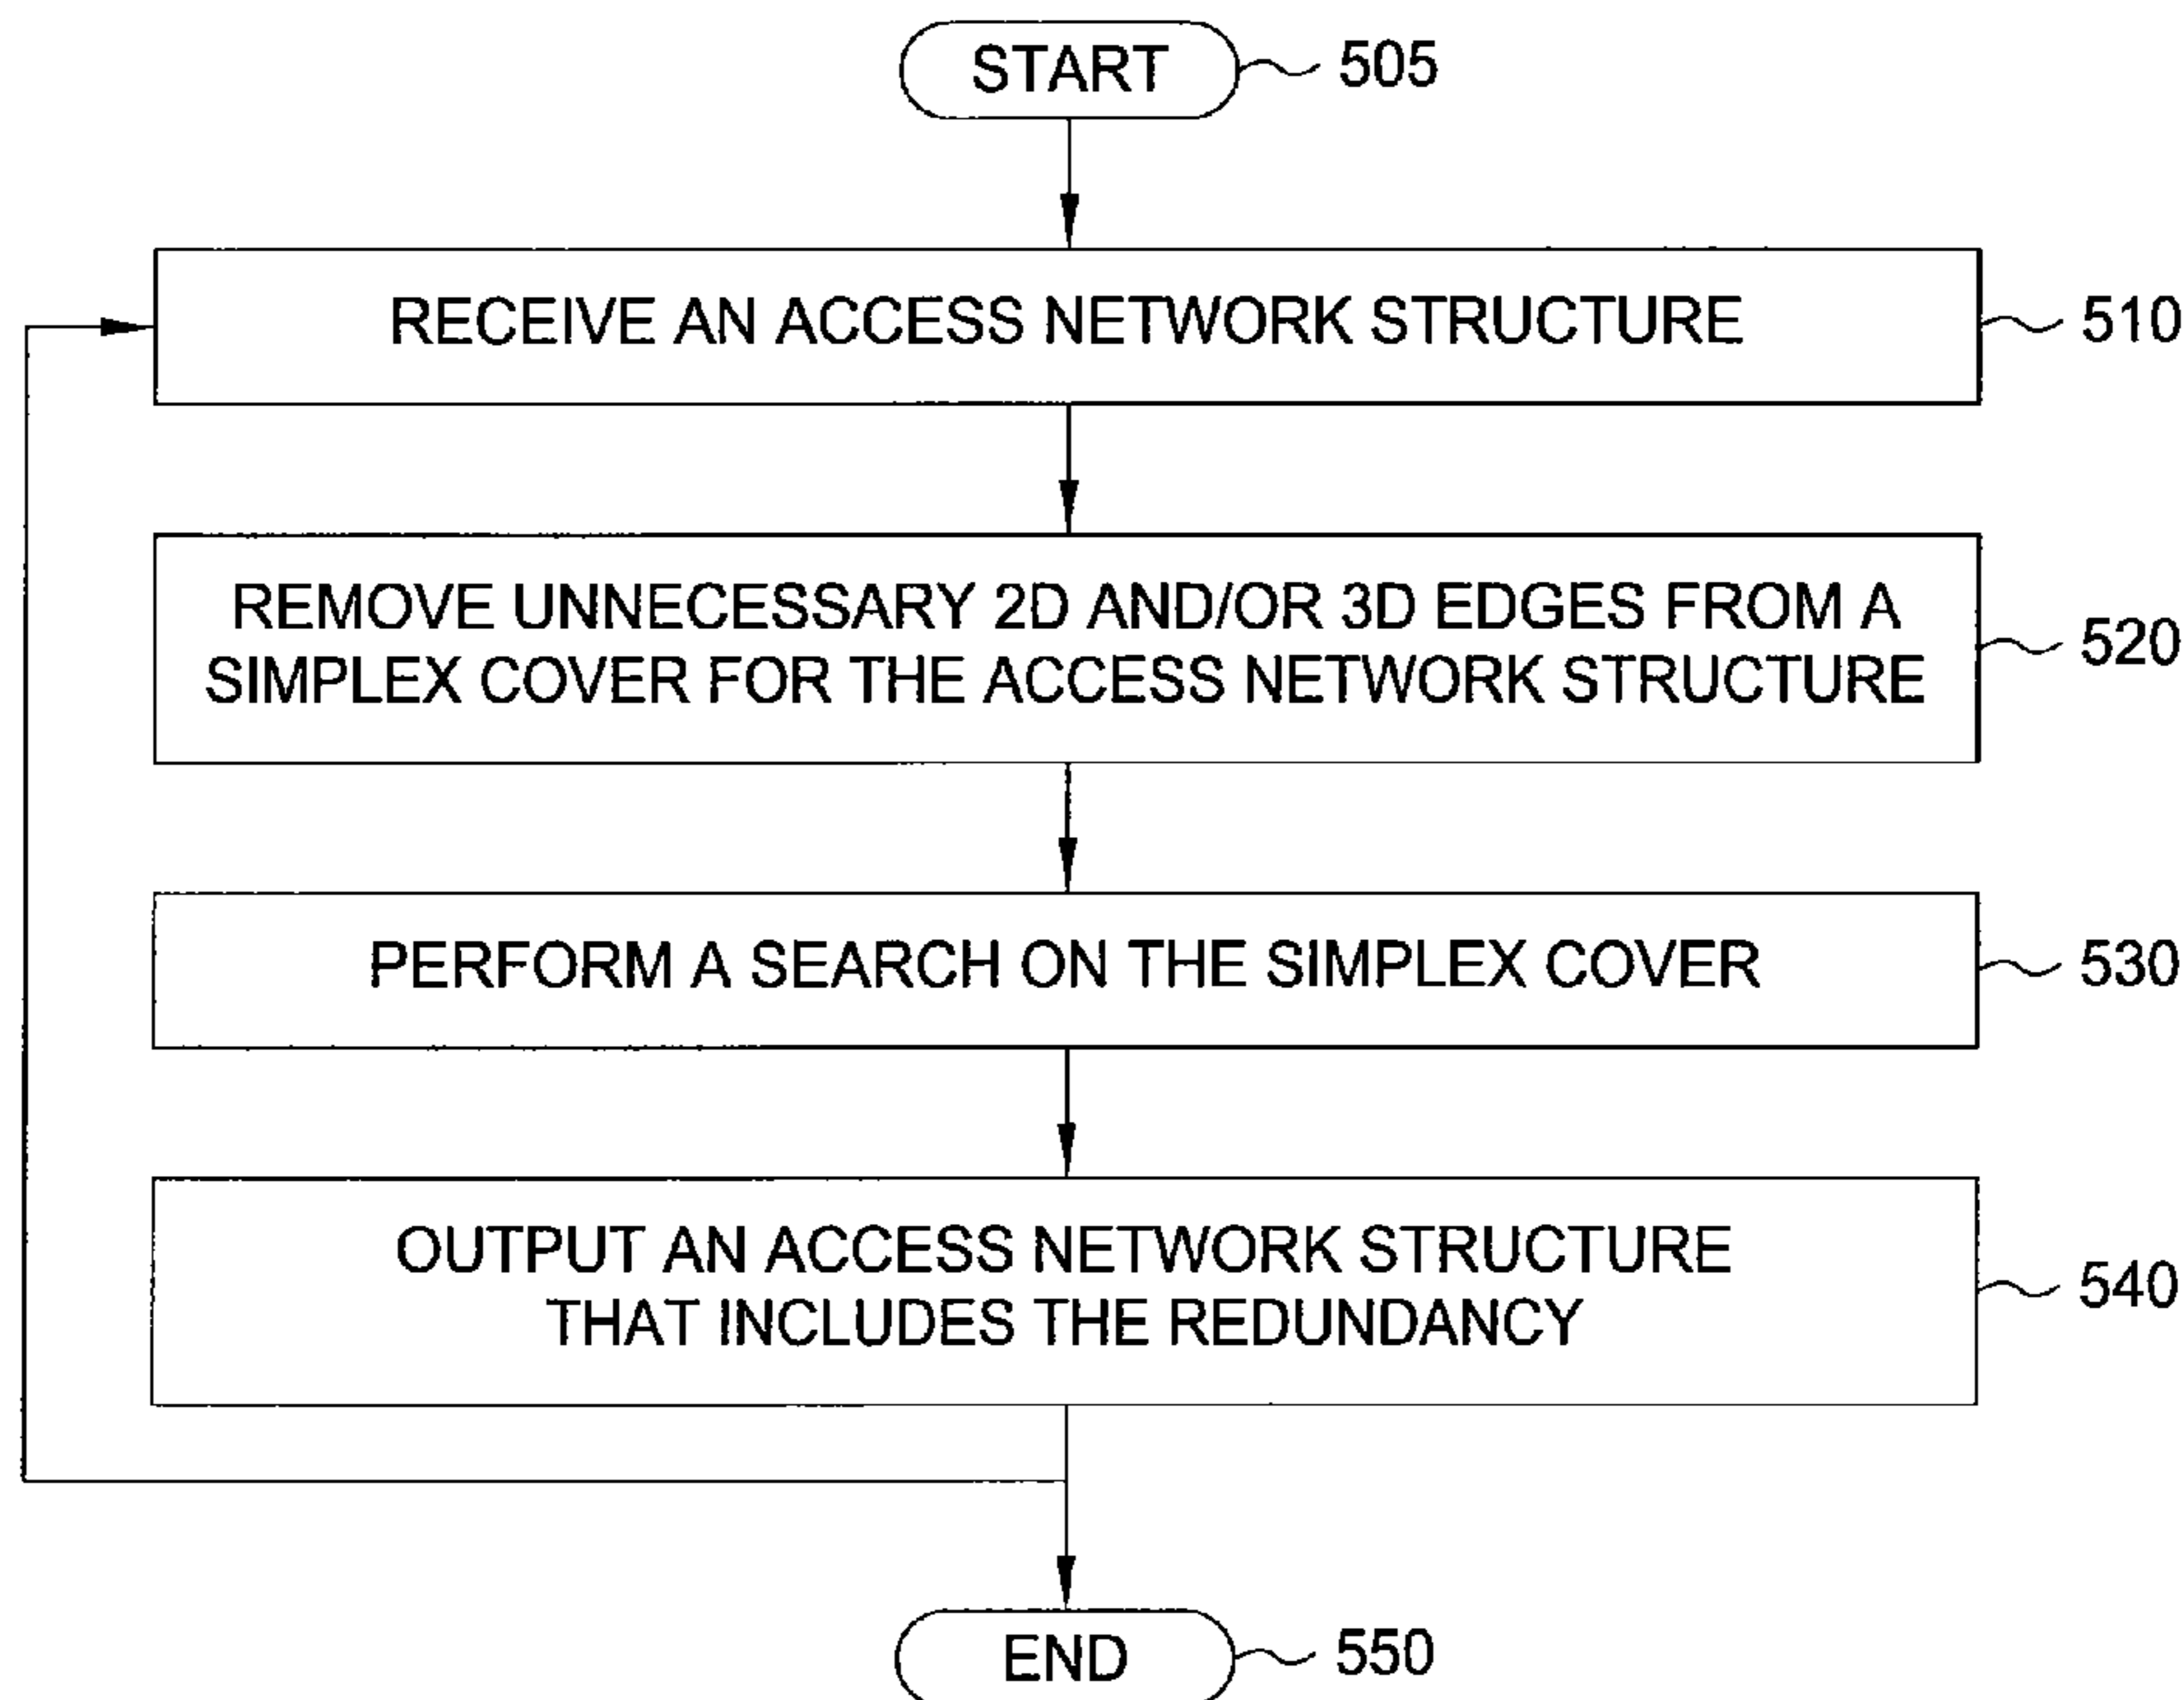 START
505
RECEIVE AN ACCESS NETWORK STRUCTURE
510
REMOVE UNNECESSARY 2D AND/OR 3D EDGES FROM A
SIMPLEX COVER FOR THE ACCESS NETWORK STRUCTURE
520
PERFORM A SEARCH ON THE SIMPLEX COVER
530
OUTPUT AN ACCESS NETWORK STRUCTURE
THAT INCLUDES THE REDUNDANCY
540
END
550